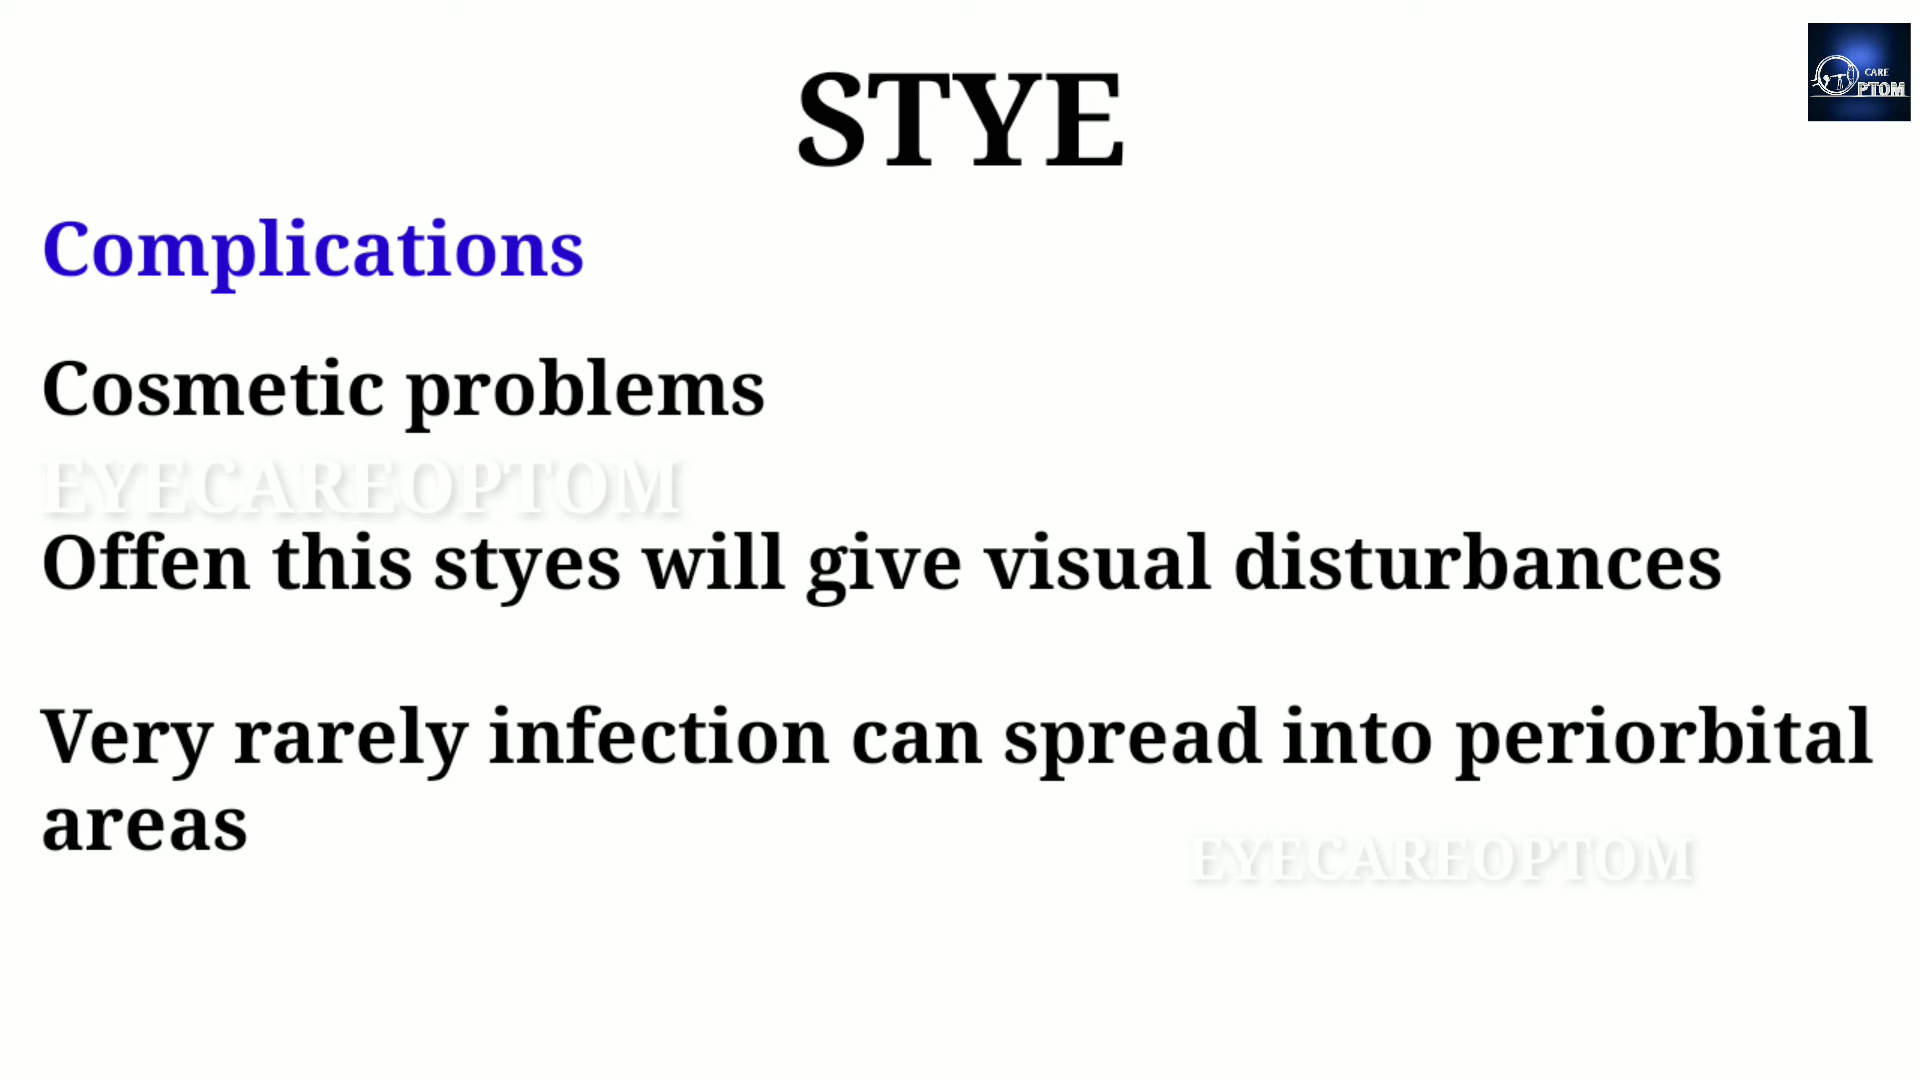 STYE
CARE
PTOM
Complications
Cosmetic problems
EYECAREOPTOM
Offen this styes will give visual disturbances
Very rarely infection can spread into periorbital
areas
EYECAREOPTOM